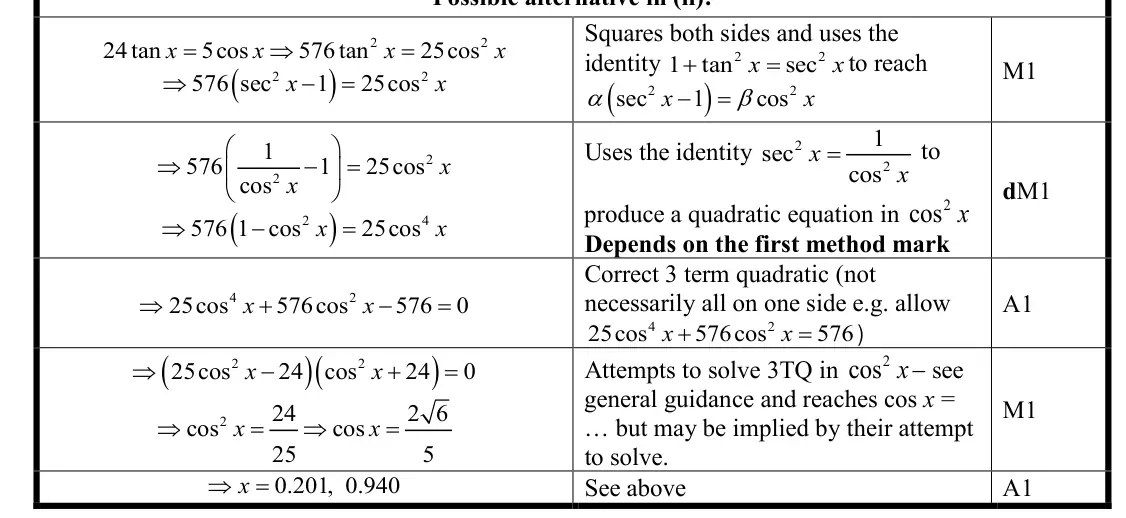 Possible alternative in (ii):
24 tan x = 5 cos x ⇒ 576 tan² x = 25 cos² x
⇒ 576(sec² x − 1) = 25 cos² x
Squares both sides and uses the
identity 1 + tan² x = sec² x to reach
α(sec² x − 1) = β cos² x
M1
⇒ 576(1/cos² x − 1) = 25 cos² x
⇒ 576(1 − cos² x) = 25 cos⁴ x
Uses the identity sec² x = 1/cos² x to
produce a quadratic equation in cos² x
Depends on the first method mark
dM1
⇒ 25 cos⁴ x + 576 cos² x − 576 = 0
Correct 3 term quadratic (not
necessarily all on one side e.g. allow
25 cos⁴ x + 576 cos² x = 576)
A1
⇒ (25 cos² x − 24)(cos² x + 24) = 0
⇒ cos² x = 24/25 ⇒ cos x = 2√6/5
Attempts to solve 3TQ in cos² x – see
general guidance and reaches cos x =
… but may be implied by their attempt
to solve.
M1
⇒ x = 0.201, 0.940
See above
A1